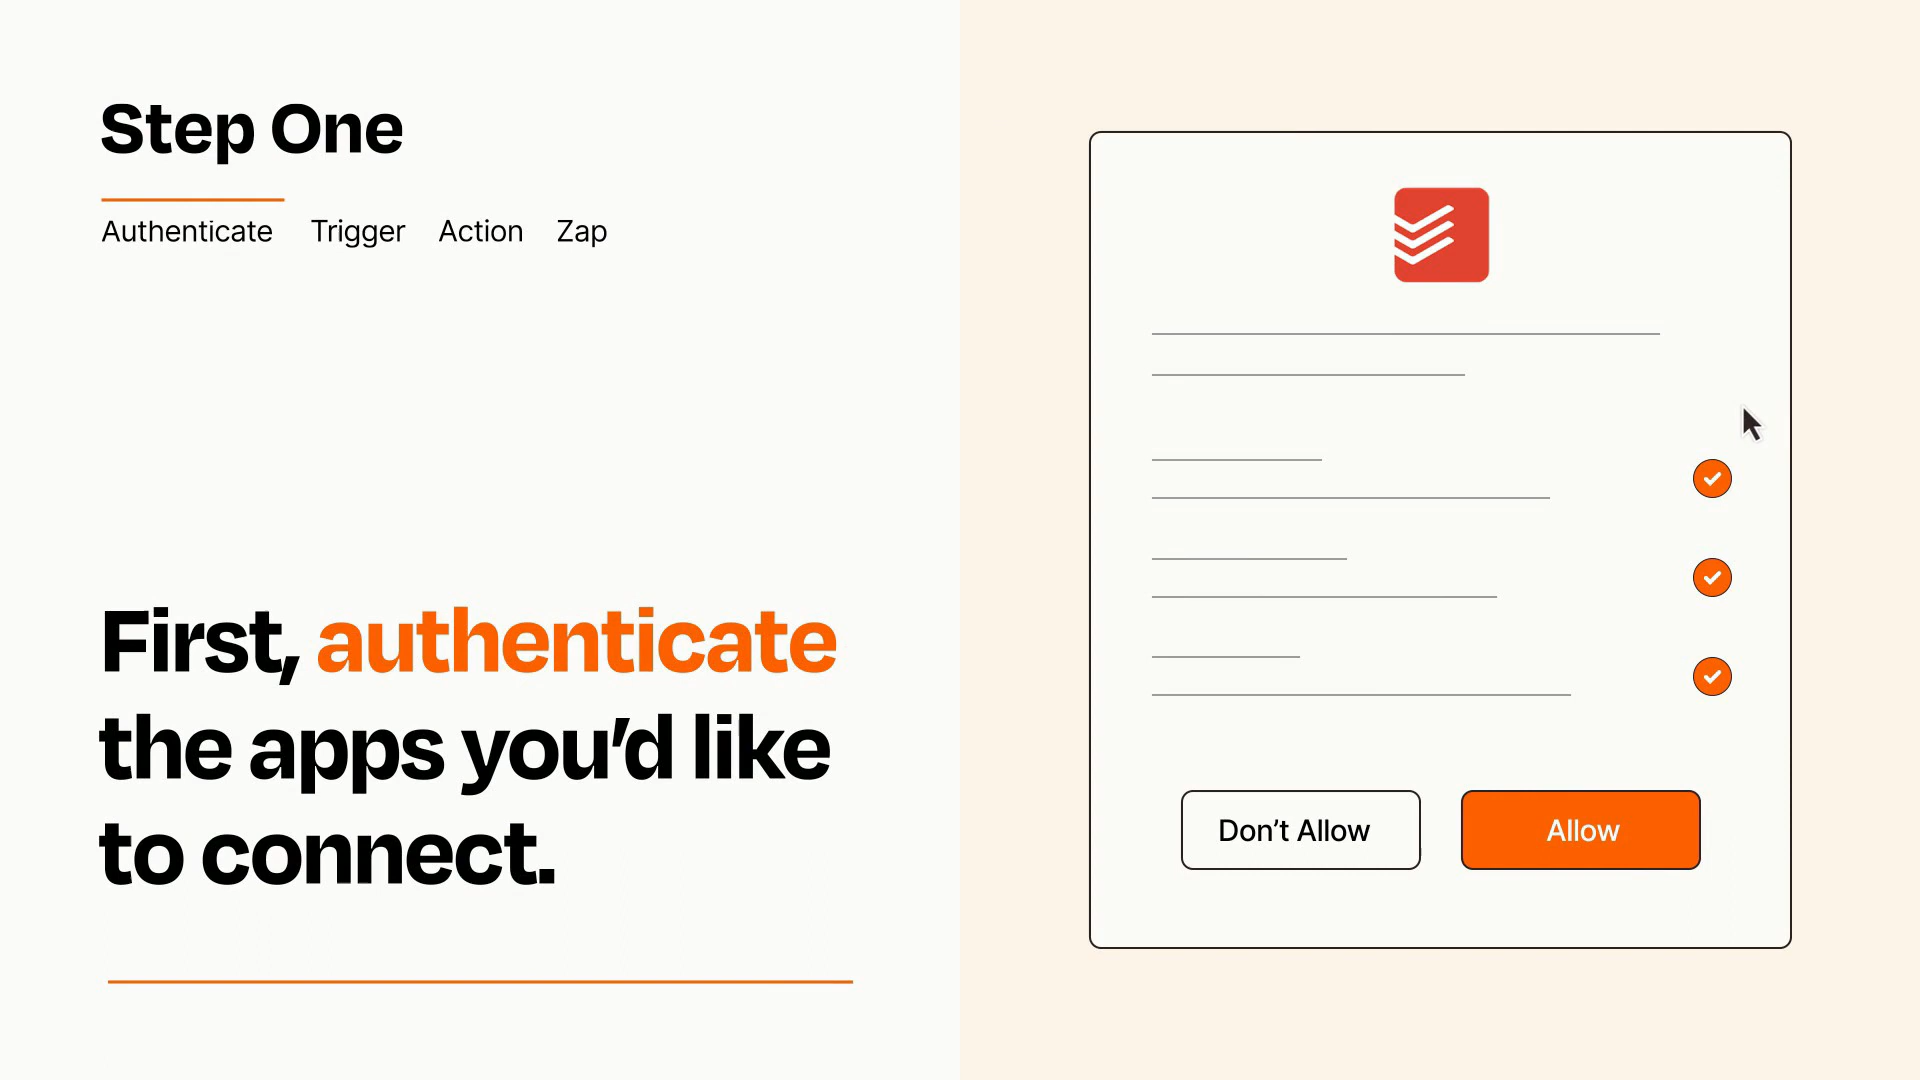 Step One
Authenticate Trigger Action Zap
First, authenticate
the apps you’d like
to connect.
Don’t Allow
Allow